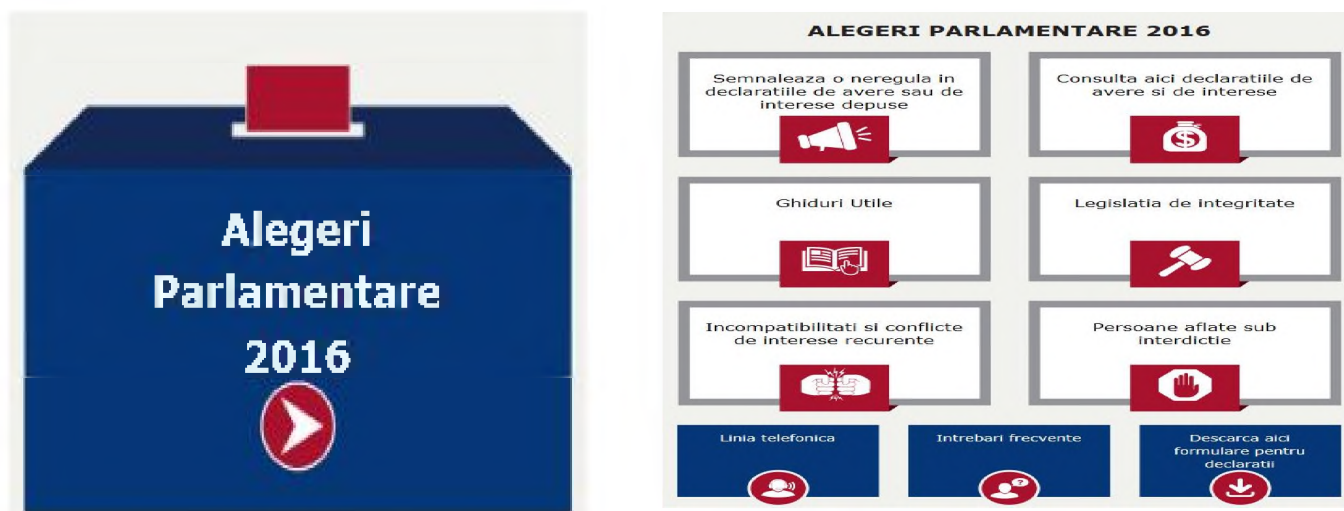 Alegeri
Parlamentare
2016
ALEGERI PARLAMENTARE 2016
Semnaleaza o neregula in
declaratiile de avere sau de
interese depuse
Consulta aici declaratiile de
avere si de interese
Ghiduri Utile
Legislatia de integritate
Incompatibilitati si conflicte
de interese recurente
Persoane aflate sub
interdictie
Linia telefonica
Intrebari frecvente
Descarca aici
formulare pentru
declaratii